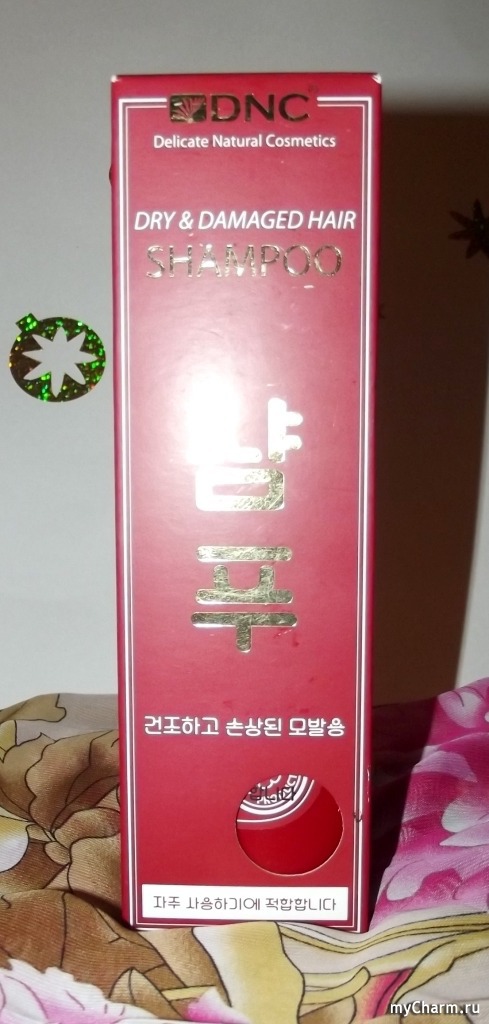 DNC
Delicate Natural Cosmetics
DRY & DAMAGED HAIR
SHAMPOO
샴
푸
건조하고 손상된 모발용
자주 사용하기에 적합합니다
myCharm.ru